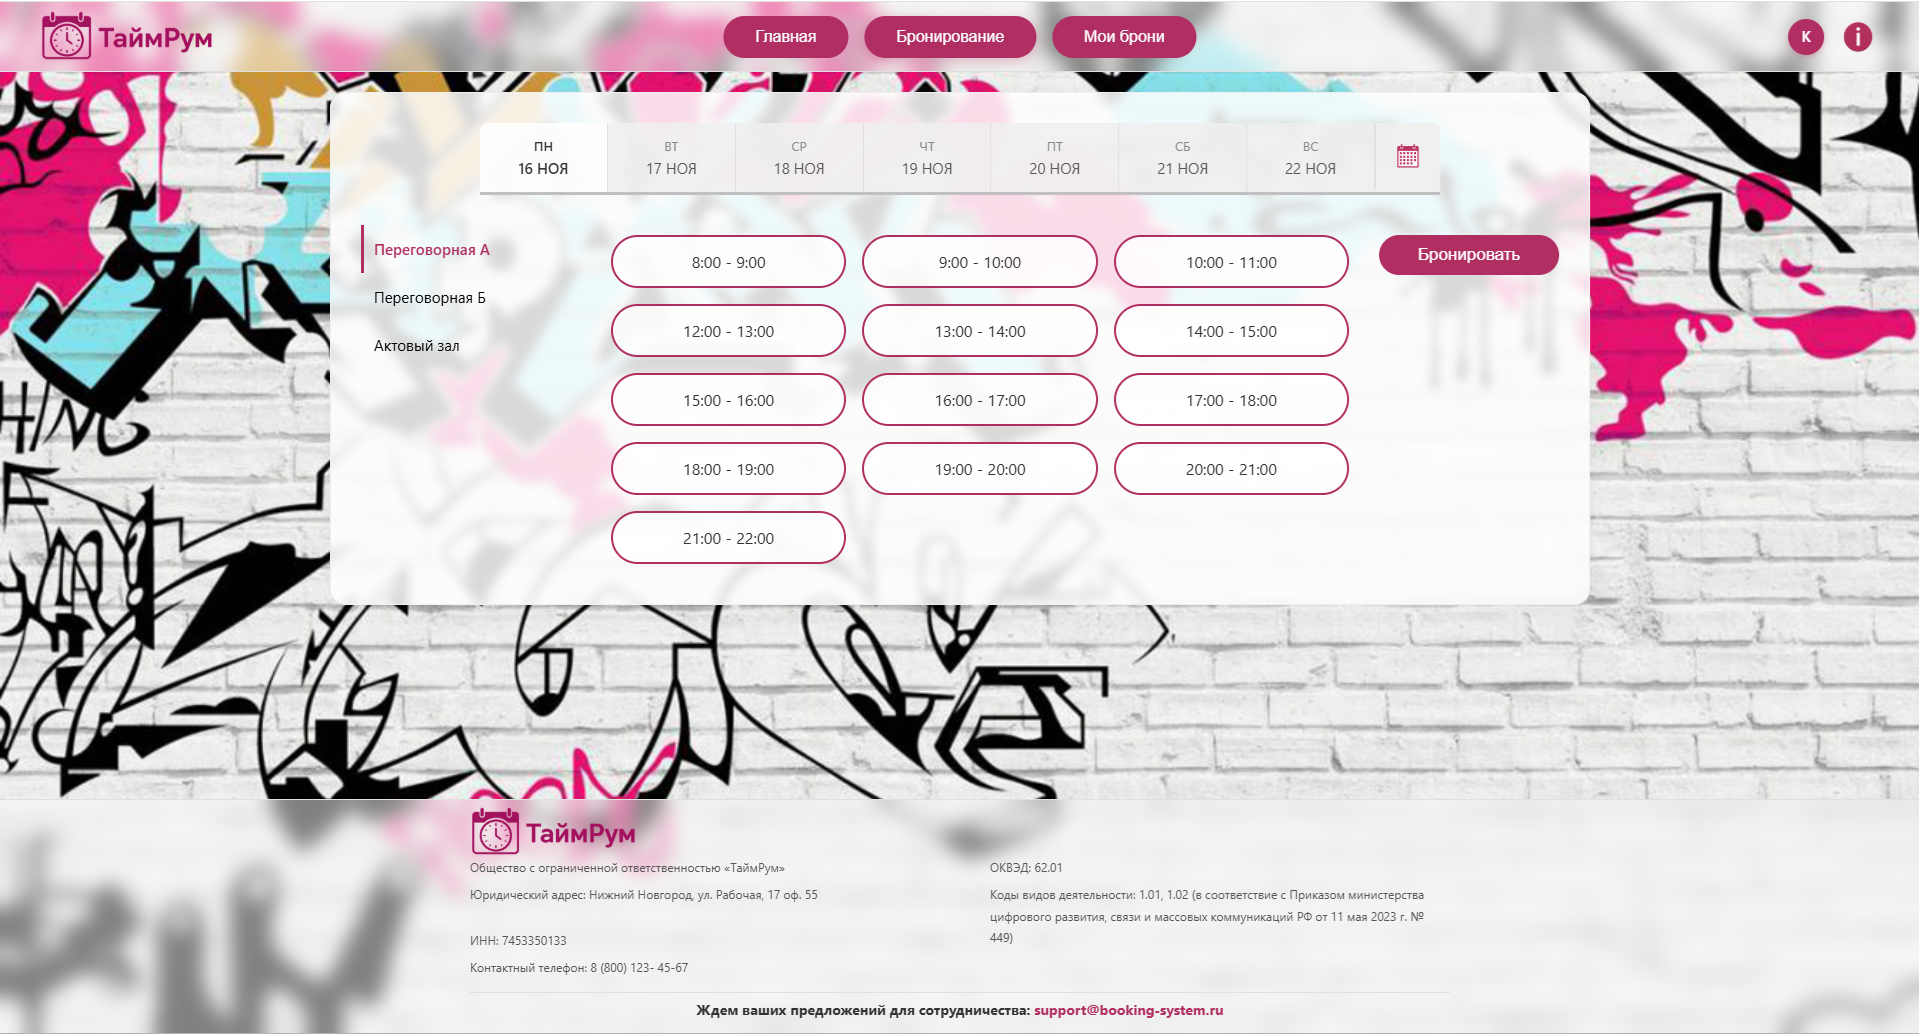 ТаймРум
Главная
Бронирование
Мои брони
К
i
ПН
16 НОЯ
ВТ
17 НОЯ
СР
18 НОЯ
ЧТ
19 НОЯ
ПТ
20 НОЯ
СБ
21 НОЯ
ВС
22 НОЯ
Переговорная А
Переговорная Б
Актовый зал
8:00 - 9:00
9:00 - 10:00
10:00 - 11:00
12:00 - 13:00
13:00 - 14:00
14:00 - 15:00
15:00 - 16:00
16:00 - 17:00
17:00 - 18:00
18:00 - 19:00
19:00 - 20:00
20:00 - 21:00
21:00 - 22:00
Бронировать
ТаймРум
Общество с ограниченной ответственностью «ТаймРум»
Юридический адрес: Нижний Новгород, ул. Рабочая, 17 оф. 55
ИНН: 7453350133
Контактный телефон: 8 (800) 123- 45-67
ОКВЭД: 62.01
Коды видов деятельности: 1.01, 1.02 (в соответствие с Приказом министерства
цифрового развития, связи и массовых коммуникаций РФ от 11 мая 2023 г. №
449)
Ждем ваших предложений для сотрудничества: support@booking-system.ru